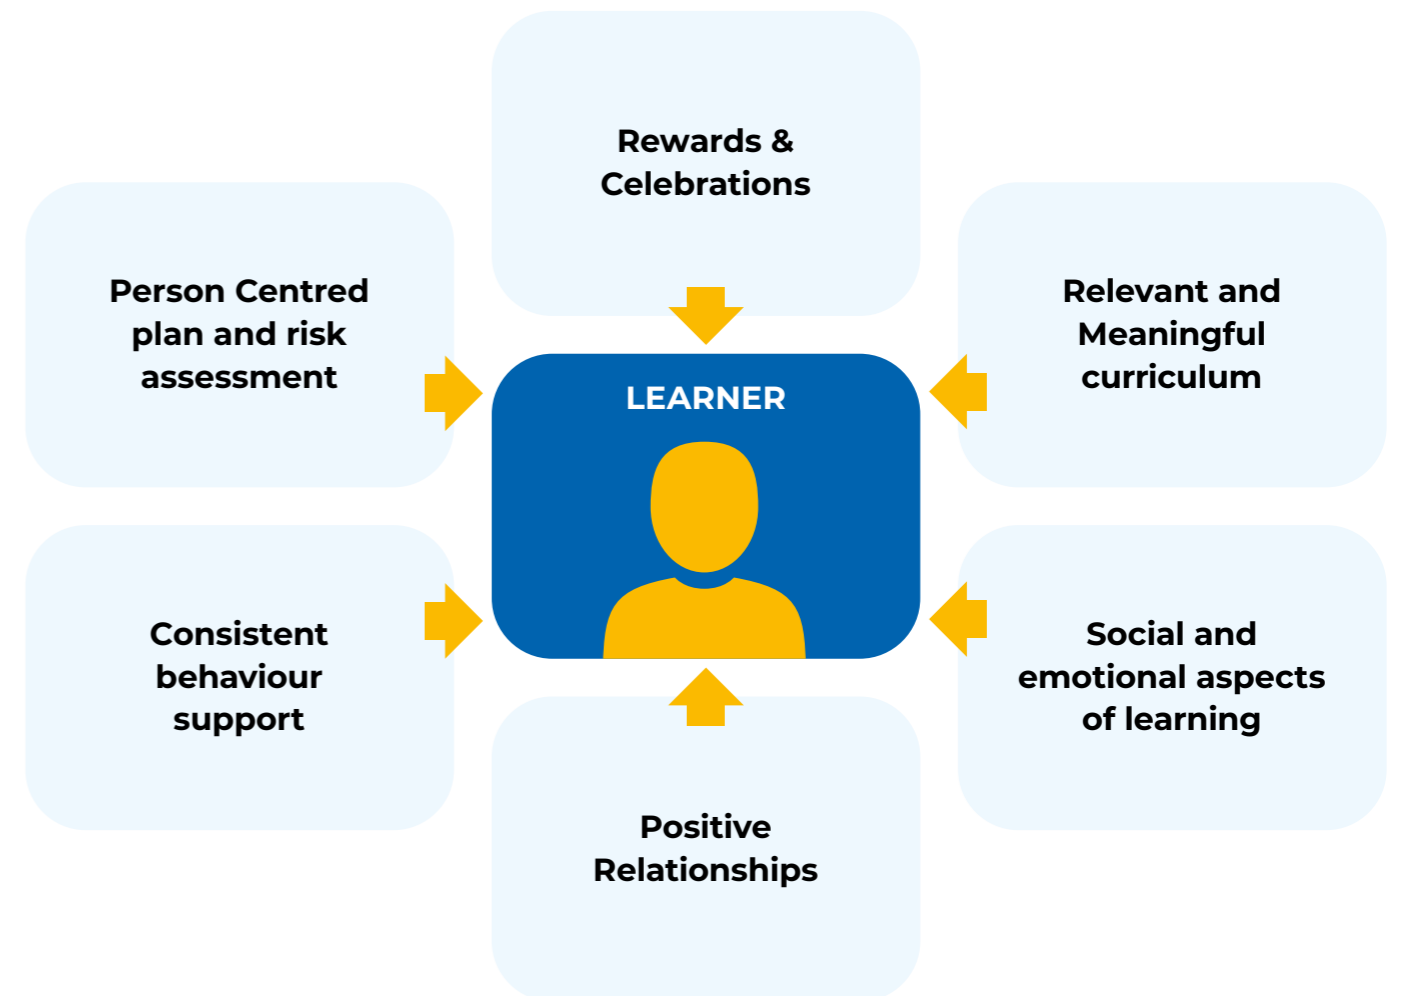 Rewards &
Celebrations
Person Centred
plan and risk
assessment
Relevant and
Meaningful
curriculum
LEARNER
Consistent
behaviour
support
Social and
emotional aspects
of learning
Positive
Relationships